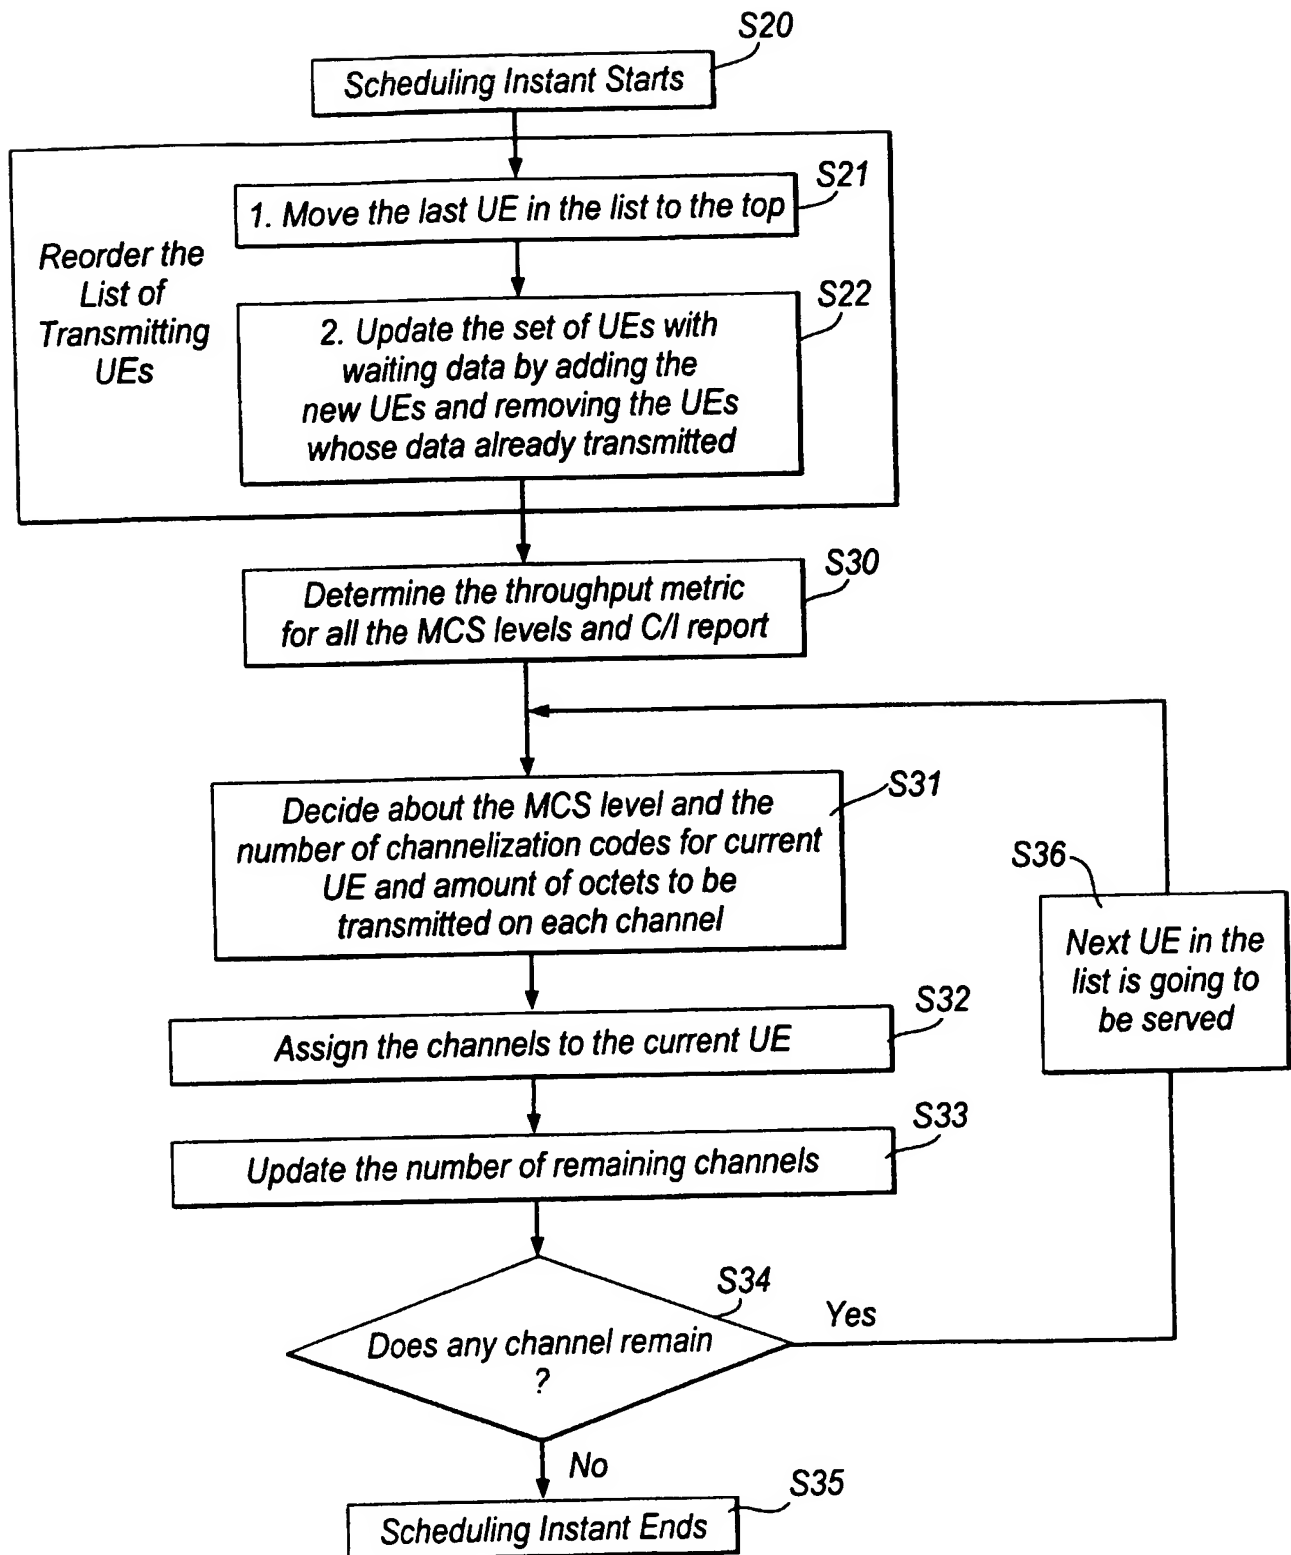 S20
Scheduling Instant Starts
S21
1. Move the last UE in the list to the top
Reorder the
List of
Transmitting
UEs
S22
2. Update the set of UEs with
waiting data by adding the
new UEs and removing the UEs
whose data already transmitted
S30
Determine the throughput metric
for all the MCS levels and C/I report
S31
Decide about the MCS level and the
number of channelization codes for current
UE and amount of octets to be
transmitted on each channel
S36
Next UE in the
list is going to
be served
S32
Assign the channels to the current UE
S33
Update the number of remaining channels
S34
Does any channel remain
?
Yes
No
S35
Scheduling Instant Ends